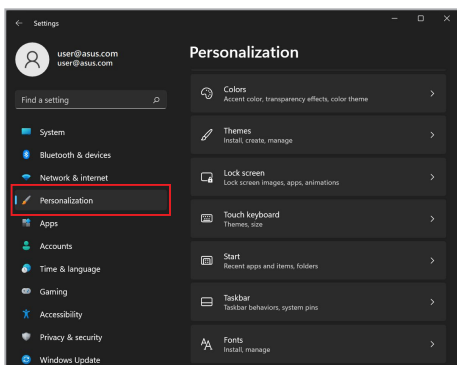 Settings
user@asus.com
user@asus.com
Find a setting
System
Bluetooth & devices
Network & internet
Personalization
Apps
Accounts
Time & language
Gaming
Accessibility
Privacy & security
Windows Update
Personalization
Colors
Accent color, transparency effects, color theme
Themes
Install, create, manage
Lock screen
Lock screen images, apps, animations
Touch keyboard
Themes, size
Start
Recent apps and items, folders
Taskbar
Taskbar behaviors, system pins
Fonts
Install, manage